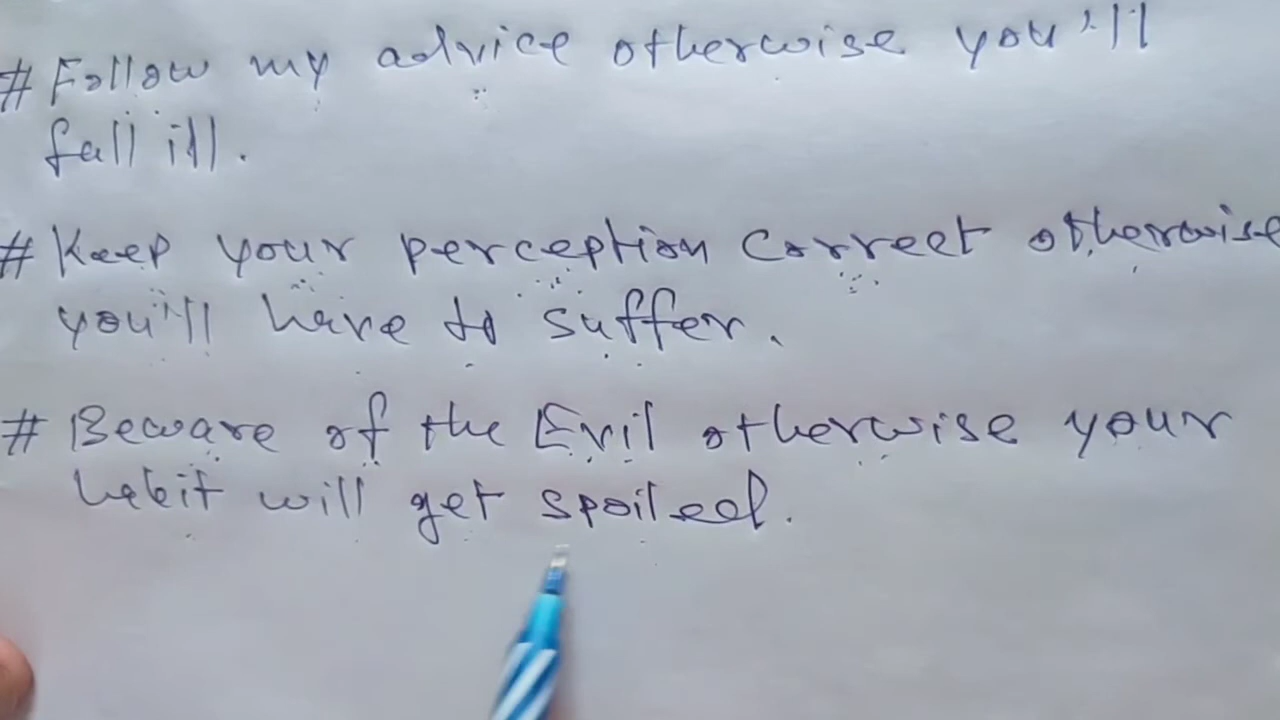 # Follow my advice otherwise you'll
fall ill.
# Keep your perception correct otherwise
you'll have to suffer.
# Beware of the Evil otherwise your
habit will get spoiled.